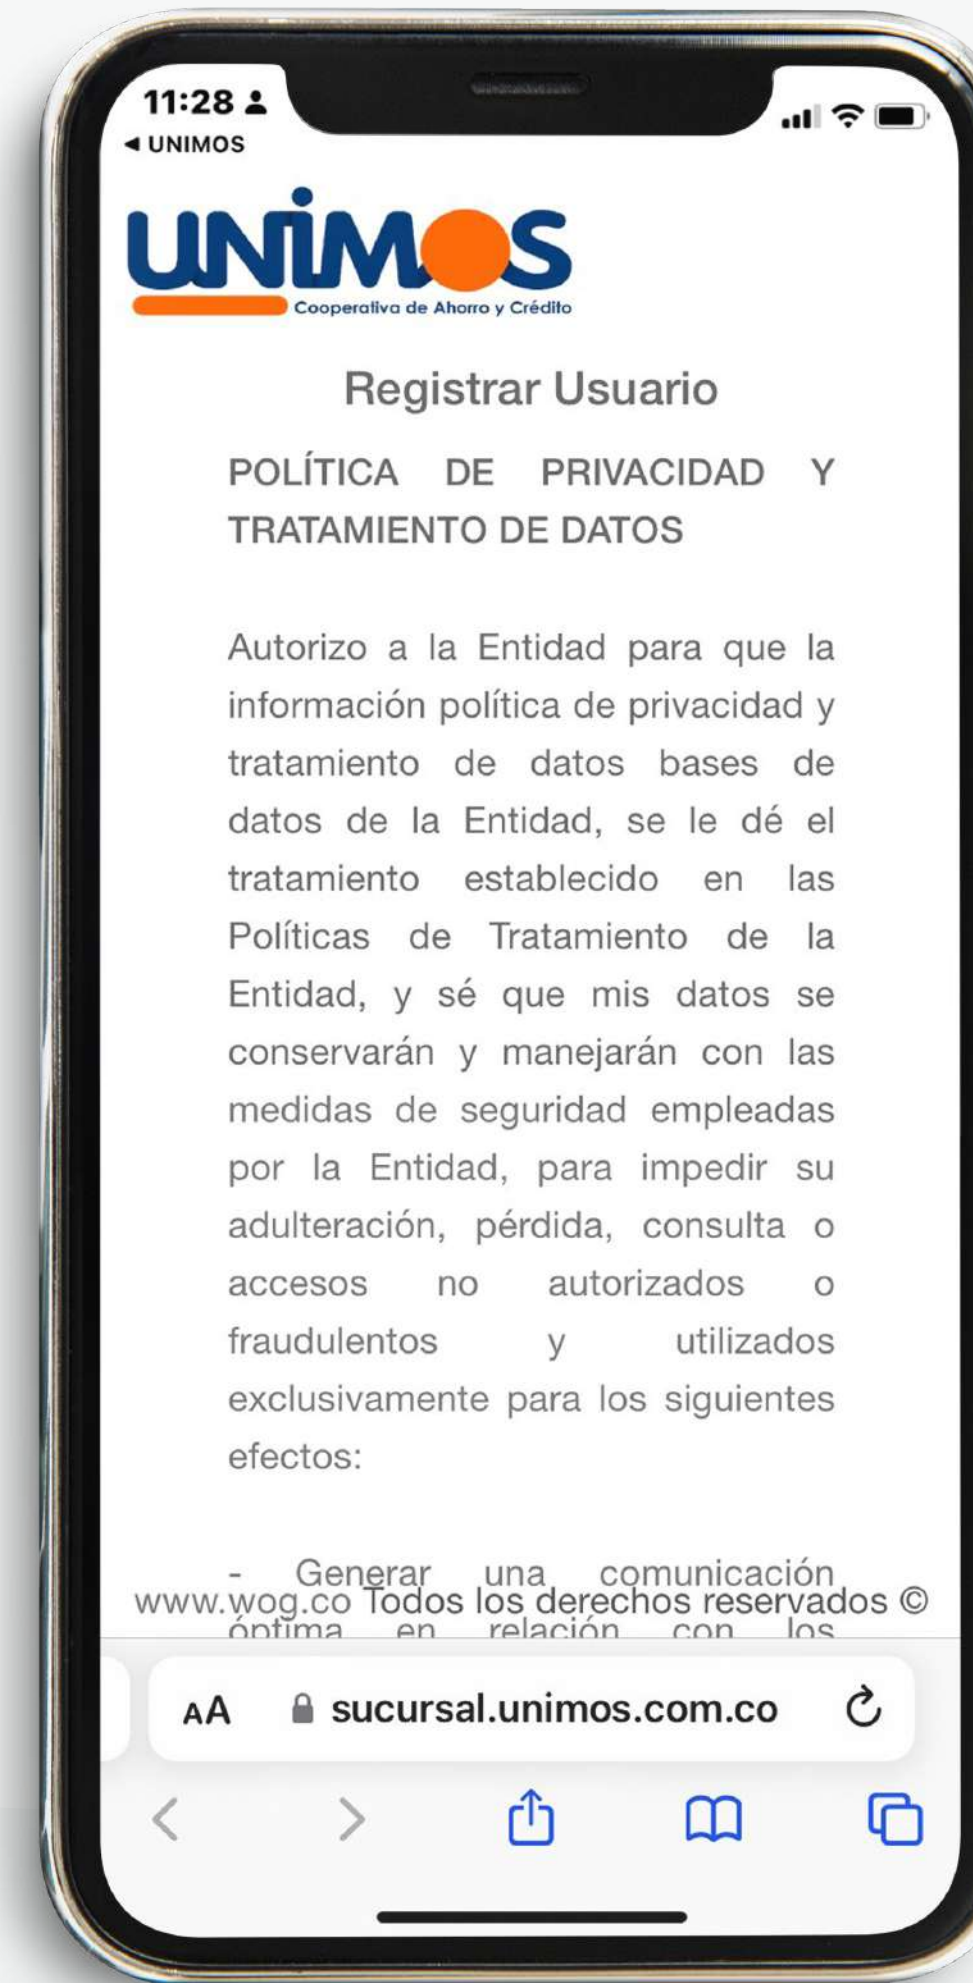 11:28
UNIMOS
UNIMOS
Cooperativa de Ahorro y Crédito
Registrar Usuario
POLÍTICA DE PRIVACIDAD Y
TRATAMIENTO DE DATOS
Autorizo a la Entidad para que la
información política de privacidad y
tratamiento de datos bases de
datos de la Entidad, se le dé el
tratamiento establecido en las
Políticas de Tratamiento de la
Entidad, y sé que mis datos se
conservarán y manejarán con las
medidas de seguridad empleadas
por la Entidad, para impedir su
adulteración, pérdida, consulta o
accesos no autorizados o
fraudulentos y utilizados
exclusivamente para los siguientes
efectos:
- Generar una comunicación
www.wog.co Todos los derechos reservados ©
óptima en relación con los
AA sucursal.unimos.com.co